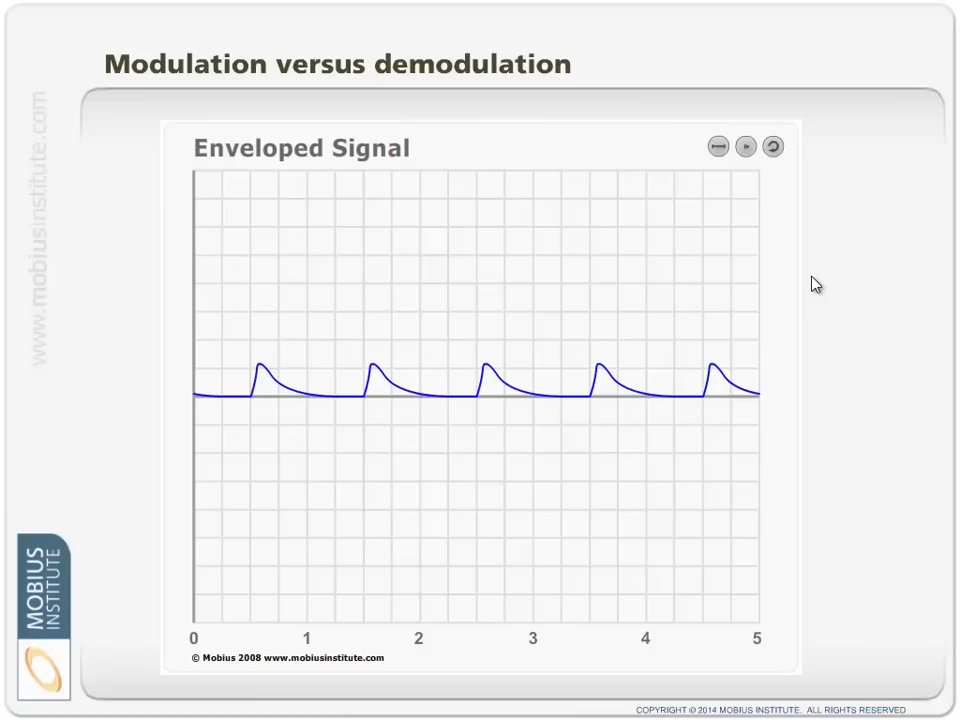 Modulation versus demodulation
www.mobiusinstitute.com
Enveloped Signal
0 1 2 3 4 5
© Mobius 2008 www.mobiusinstitute.com
MOBIUS
INSTITUTE
COPYRIGHT © 2014 MOBIUS INSTITUTE. ALL RIGHTS RESERVED